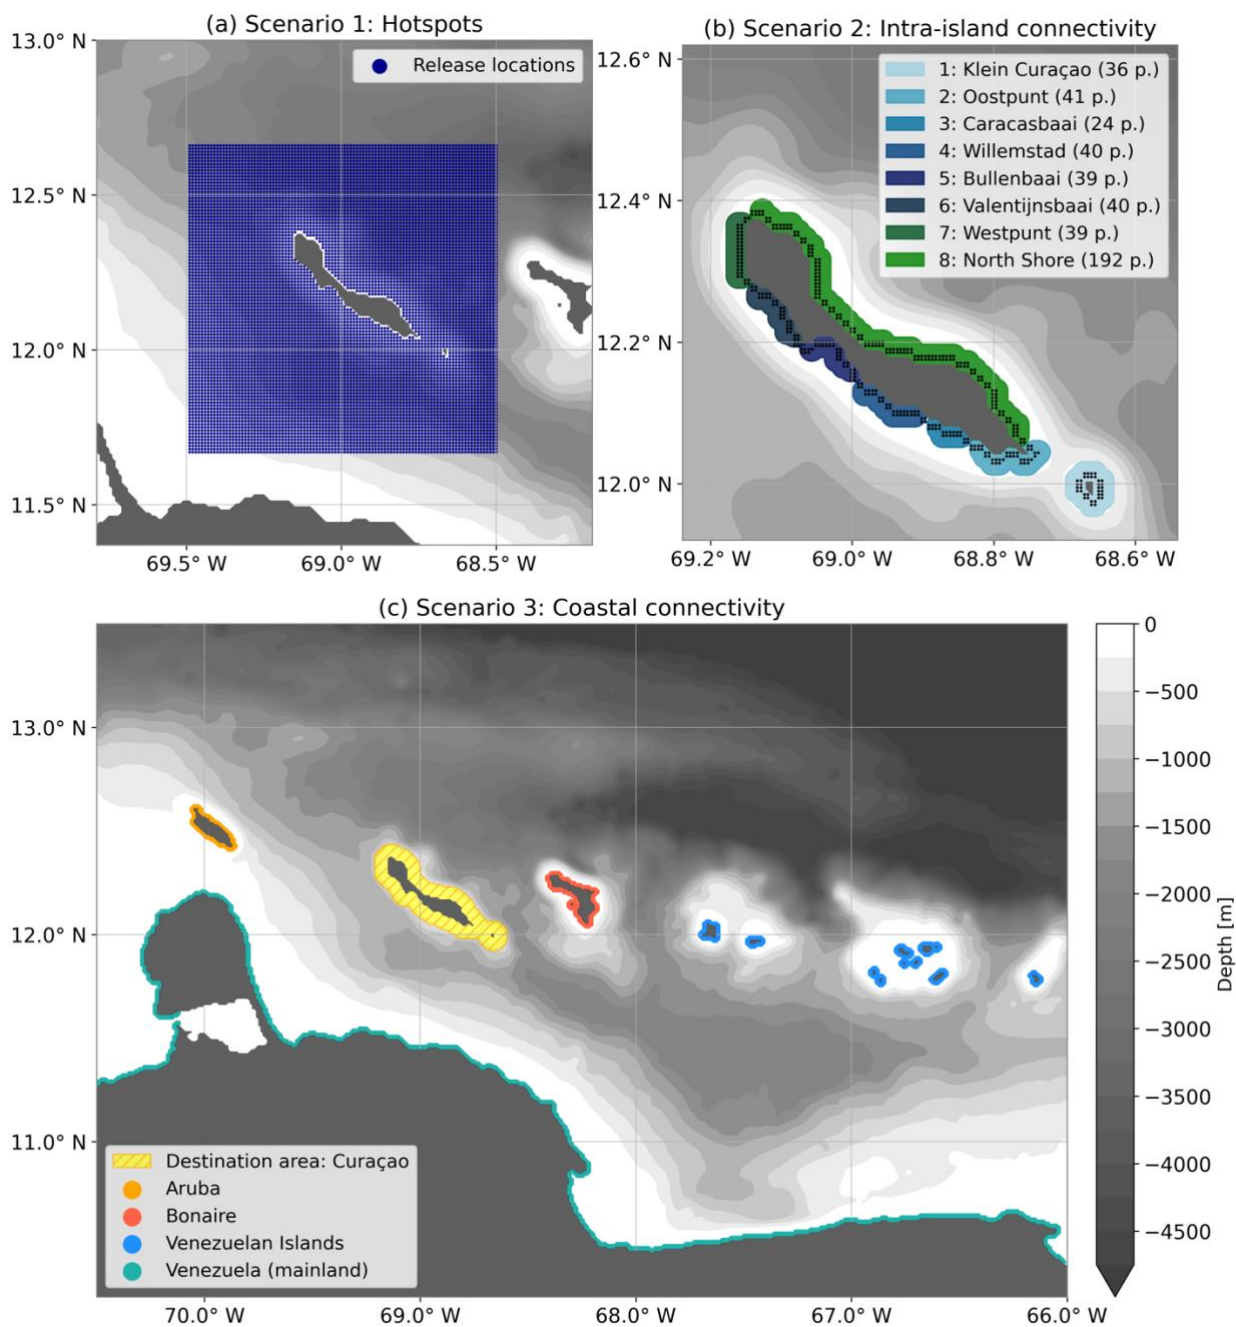 (a) Scenario 1: Hotspots
13.0° N
12.5° N
12.0° N
11.5° N
69.5° W
69.0° W
68.5° W
Release locations
(b) Scenario 2: Intra-island connectivity
12.6° N
12.4° N
12.2° N
12.0° N
69.2° W
69.0° W
68.8° W
68.6° W
1: Klein Curaçao (36 p.)
2: Oostpunt (41 p.)
3: Caracasbaai (24 p.)
4: Willemstad (40 p.)
5: Bullenbaai (39 p.)
6: Valentijnsbaai (40 p.)
7: Westpunt (39 p.)
8: North Shore (192 p.)
(c) Scenario 3: Coastal connectivity
13.0° N
12.0° N
11.0° N
70.0° W
69.0° W
68.0° W
67.0° W
66.0° W
Destination area: Curaçao
Aruba
Bonaire
Venezuelan Islands
Venezuela (mainland)
0
−500
−1000
−1500
−2000
−2500
−3000
−3500
−4000
−4500
Depth [m]